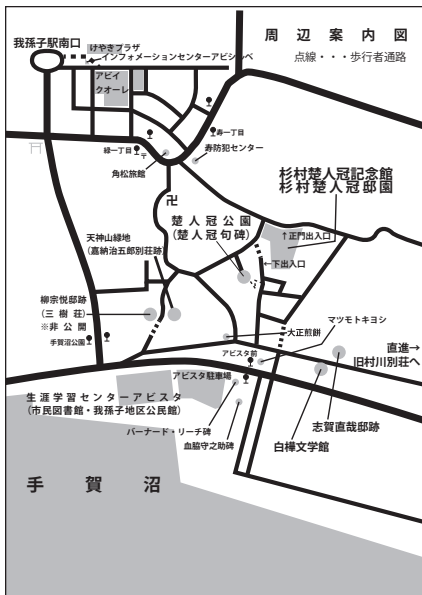 周辺案内図
点線・・・歩行者通路
我孫子駅南口
けやきプラザ
インフォメーションセンターアビシルベ
アビイ
クオーレ
寿一丁目
緑一丁目
〒
寿防犯センター
角松旅館
卍
杉村楚人冠記念館
杉村楚人冠邸園
楚人冠公園
(楚人冠句碑)
↑正門出入口
天神山緑地
(嘉納治五郎別荘跡)
←下出入口
柳宗悦邸跡
(三樹荘)
※非公開
手賀沼公園
大正煎餅
マツモトキヨシ
アビスタ前
直進→
旧村川別荘へ
アビスタ駐車場
生涯学習センターアビスタ
(市民図書館・我孫子地区公民館)
志賀直哉邸跡
バーナード・リーチ碑
白樺文学館
血脇守之助碑
手賀沼